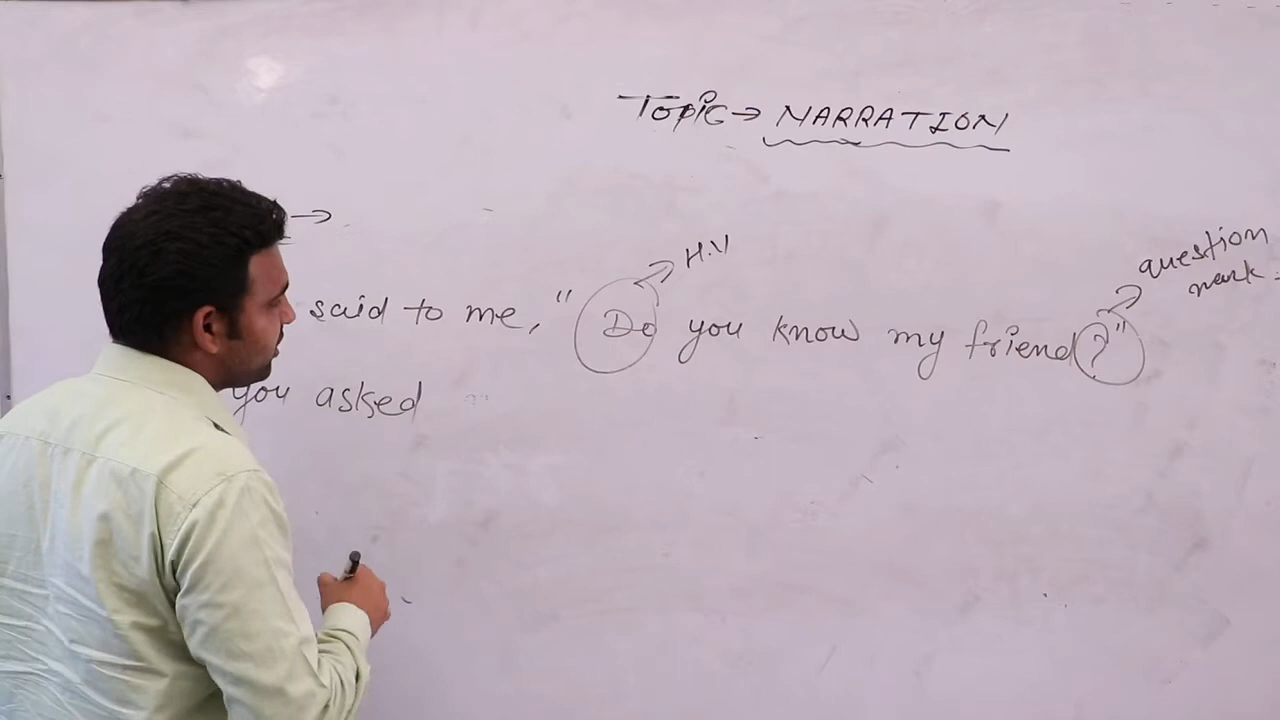 Topic → NARRATION
→
H.V
question
mark.
said to me, " Do you know my friend?"
you asked